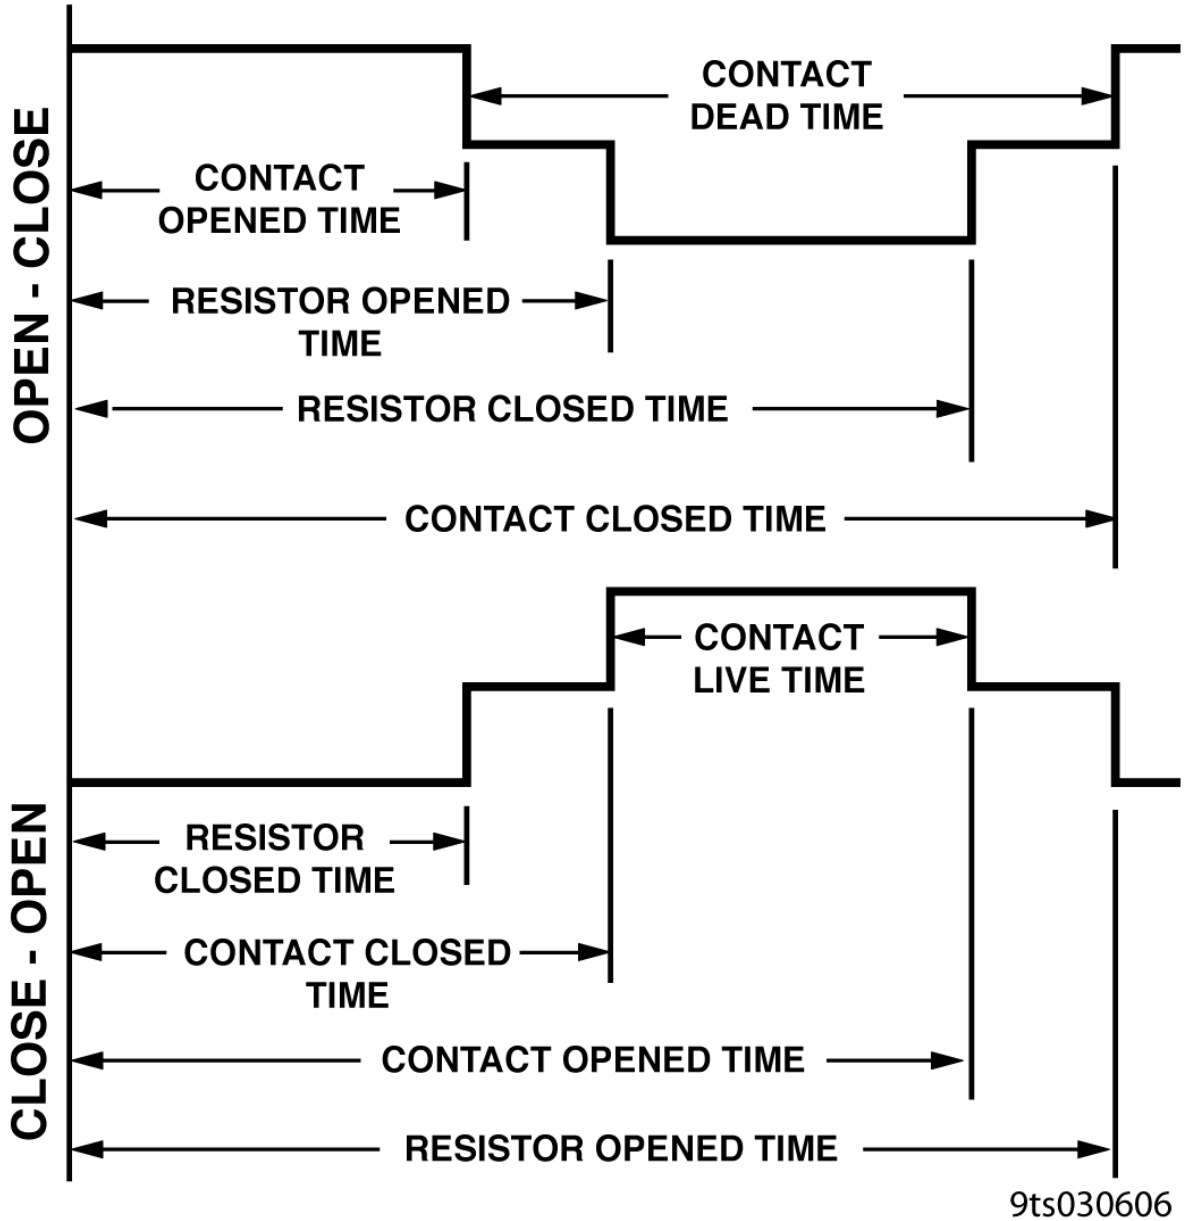 OPEN - CLOSE
CONTACT
DEAD TIME
CONTACT
OPENED TIME
RESISTOR OPENED
TIME
RESISTOR CLOSED TIME
CONTACT CLOSED TIME
CLOSE - OPEN
CONTACT
LIVE TIME
RESISTOR
CLOSED TIME
CONTACT CLOSED
TIME
CONTACT OPENED TIME
RESISTOR OPENED TIME
9ts030606